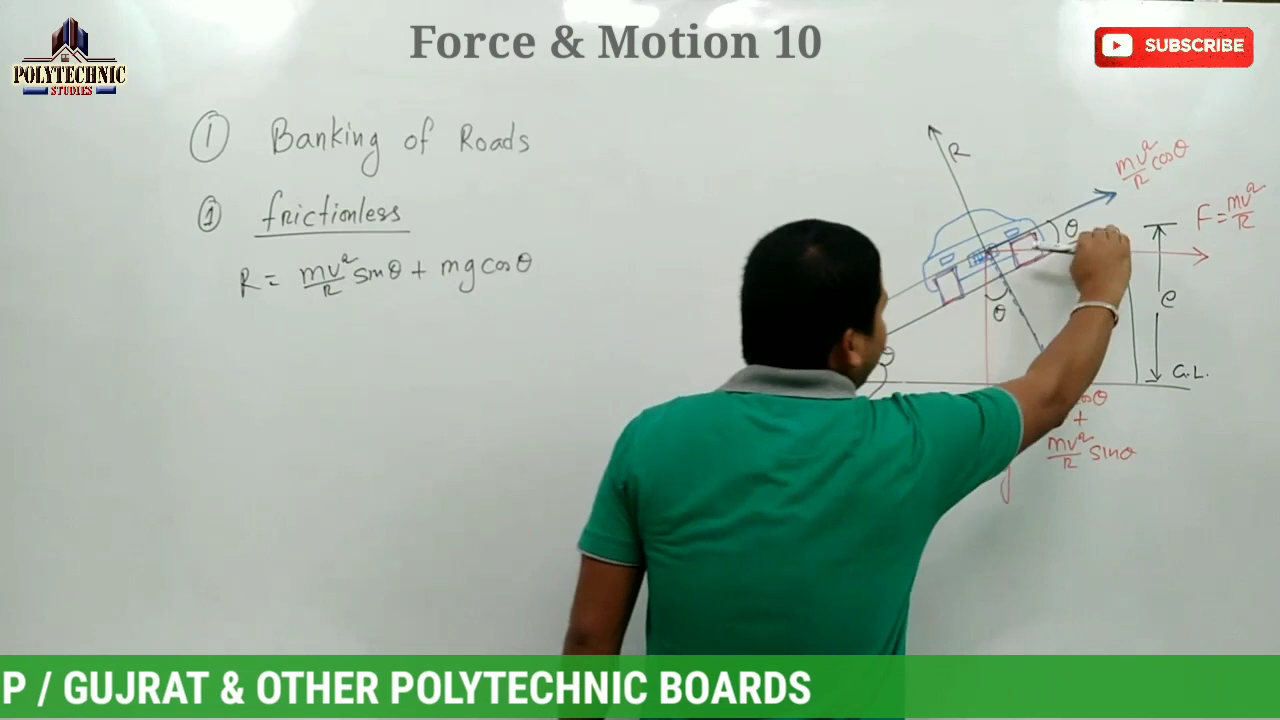 Force & Motion 10
POLYTECHNIC
STUDIES
SUBSCRIBE
① Banking of Roads
① frictionless
R = mv²/R sinθ + mg cosθ
R
mv²/R cosθ
F = mv²/R
θ
θ
e
θ
G.L.
cosθ
+
mv²/R sinθ
P / GUJRAT & OTHER POLYTECHNIC BOARDS